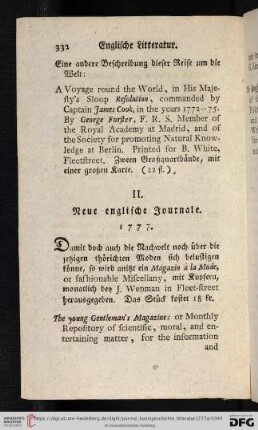 332 Englische Litteratur.
Eine andere Beschreibung dieser Reise um die
Welt:
A Voyage round the World, in His Maje-
sty's Sloop Resolution, commanded by
Captain James Cook, in the years 1772–75.
By George Forster, F. R. S. Member of
the Royal Academy at Madrid, and of
the Society for promoting Natural Know-
ledge at Berlin. Printed for B. White,
Fleetstreet. Zween Großquartbände, mit
einer großen Karte. (22 fl.)
II.
Neue englische Journale.
1777.
Damit doch auch die Nachwelt noch über die
jetzigen thörichten Moden sich belustigen
könne, so wird anitzt ein Magazin à la Mode,
or fashionable Miscellany, mit Kupfern,
monatlich bey J. Wenman in Fleet-street
herausgegeben. Das Stück kostet 18 kr.
The young Gentleman's Magazine: or Monthly
Repository of scientific, moral, and en-
tertaining matter, for the information
and
DFG